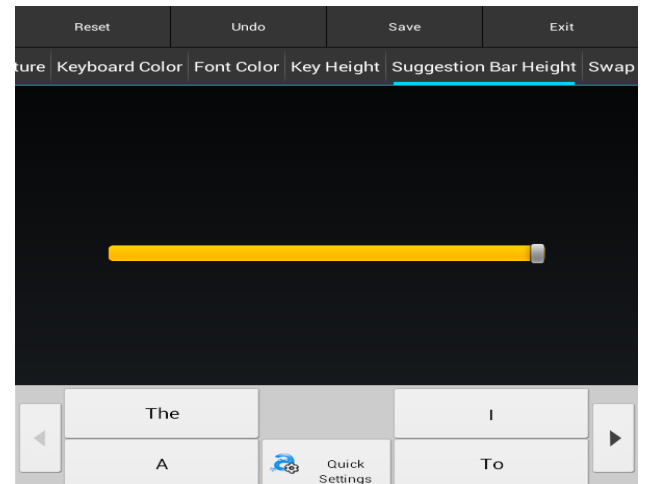 Reset Undo Save Exit
ture Keyboard Color Font Color Key Height Suggestion Bar Height Swap
The I
A Quick Settings To